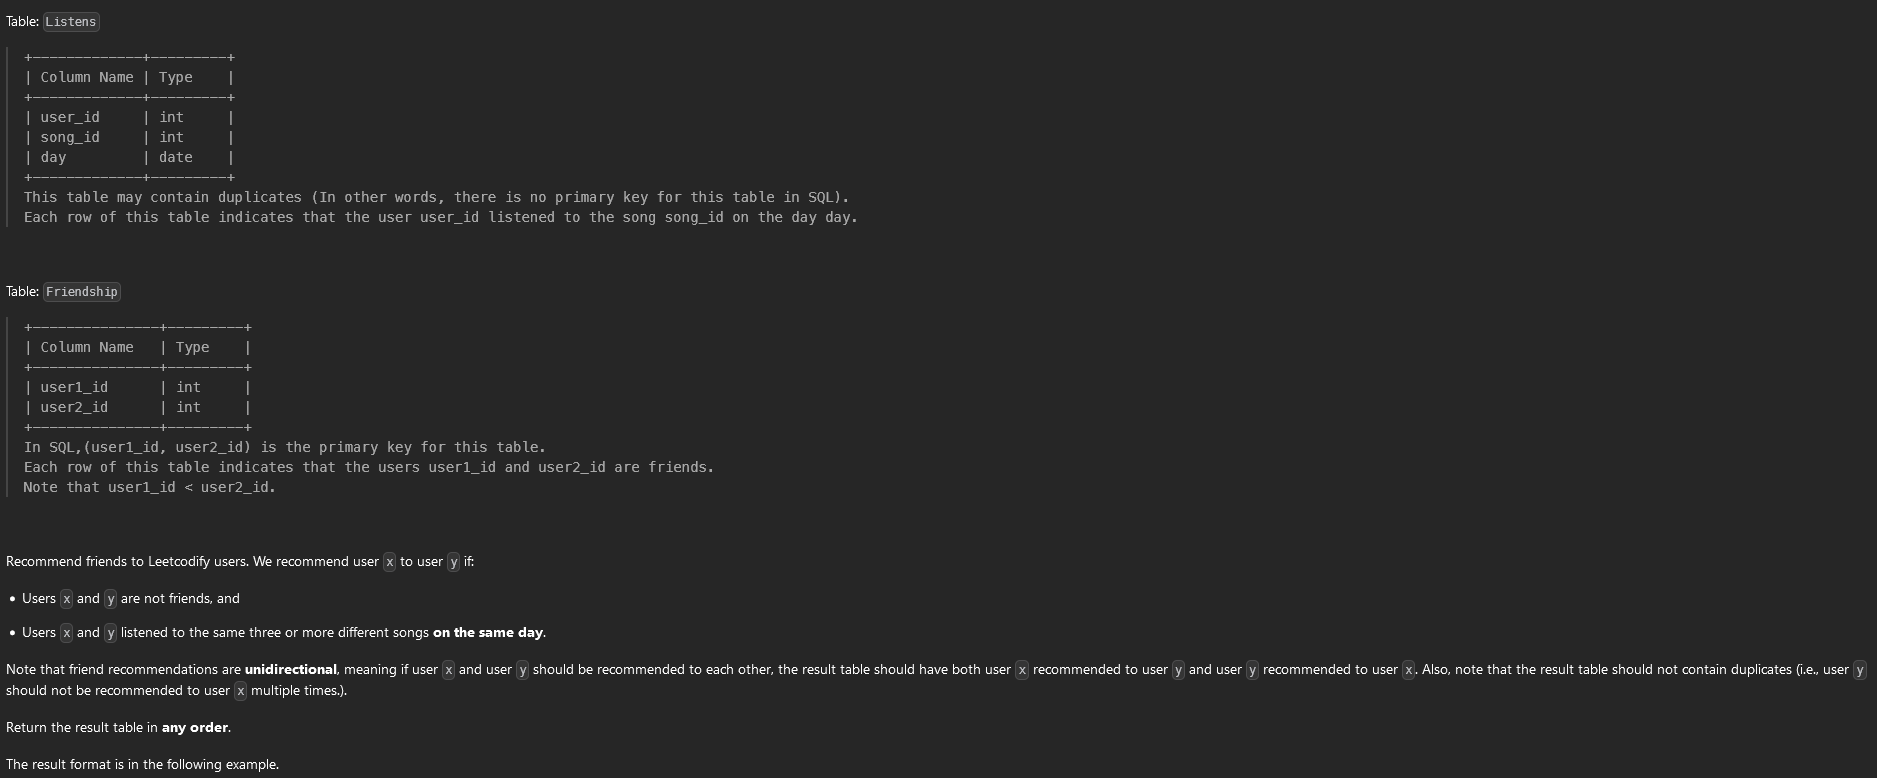 Table: Listens
+-------------+---------+
| Column Name | Type    |
+-------------+---------+
| user_id     | int     |
| song_id     | int     |
| day         | date    |
+-------------+---------+
This table may contain duplicates (In other words, there is no primary key for this table in SQL).
Each row of this table indicates that the user user_id listened to the song song_id on the day day.
Table: Friendship
+---------------+---------+
| Column Name   | Type    |
+---------------+---------+
| user1_id      | int     |
| user2_id      | int     |
+---------------+---------+
In SQL,(user1_id, user2_id) is the primary key for this table.
Each row of this table indicates that the users user1_id and user2_id are friends.
Note that user1_id < user2_id.
Recommend friends to Leetcodify users. We recommend user x to user y if:
• Users x and y are not friends, and
• Users x and y listened to the same three or more different songs on the same day.
Note that friend recommendations are unidirectional, meaning if user x and user y should be recommended to each other, the result table should have both user x recommended to user y and user y recommended to user x. Also, note that the result table should not contain duplicates (i.e., user y
should not be recommended to user x multiple times.).
Return the result table in any order.
The result format is in the following example.